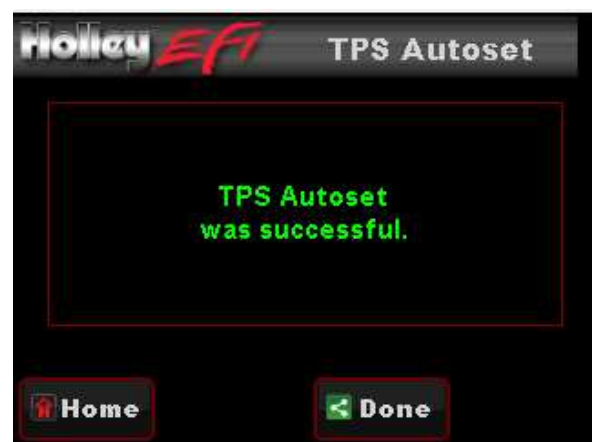 Holley EFI TPS Autoset
TPS Autoset
was successful.
Home Done